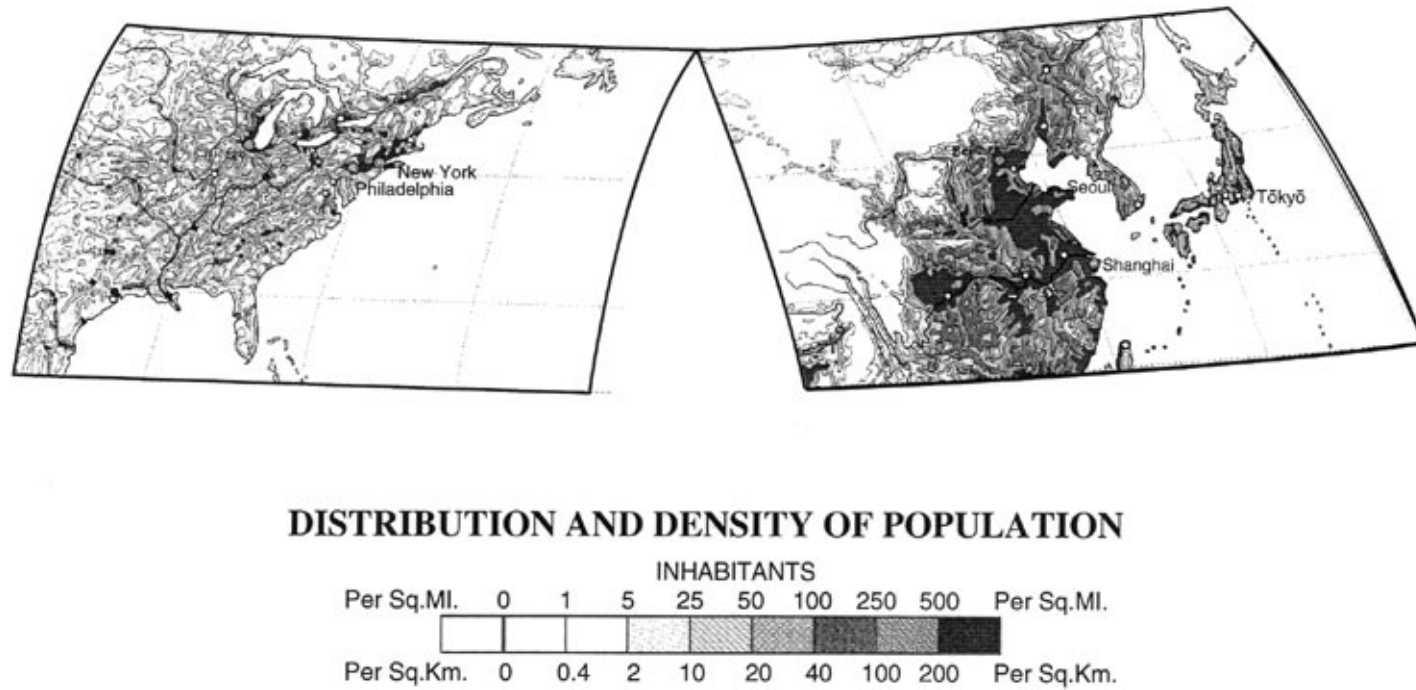 New York
Philadelphia
Seoul
Tōkyō
Shanghai
DISTRIBUTION AND DENSITY OF POPULATION
INHABITANTS
Per Sq.MI. 0 1 5 25 50 100 250 500 Per Sq.MI.
Per Sq.Km. 0 0.4 2 10 20 40 100 200 Per Sq.Km.